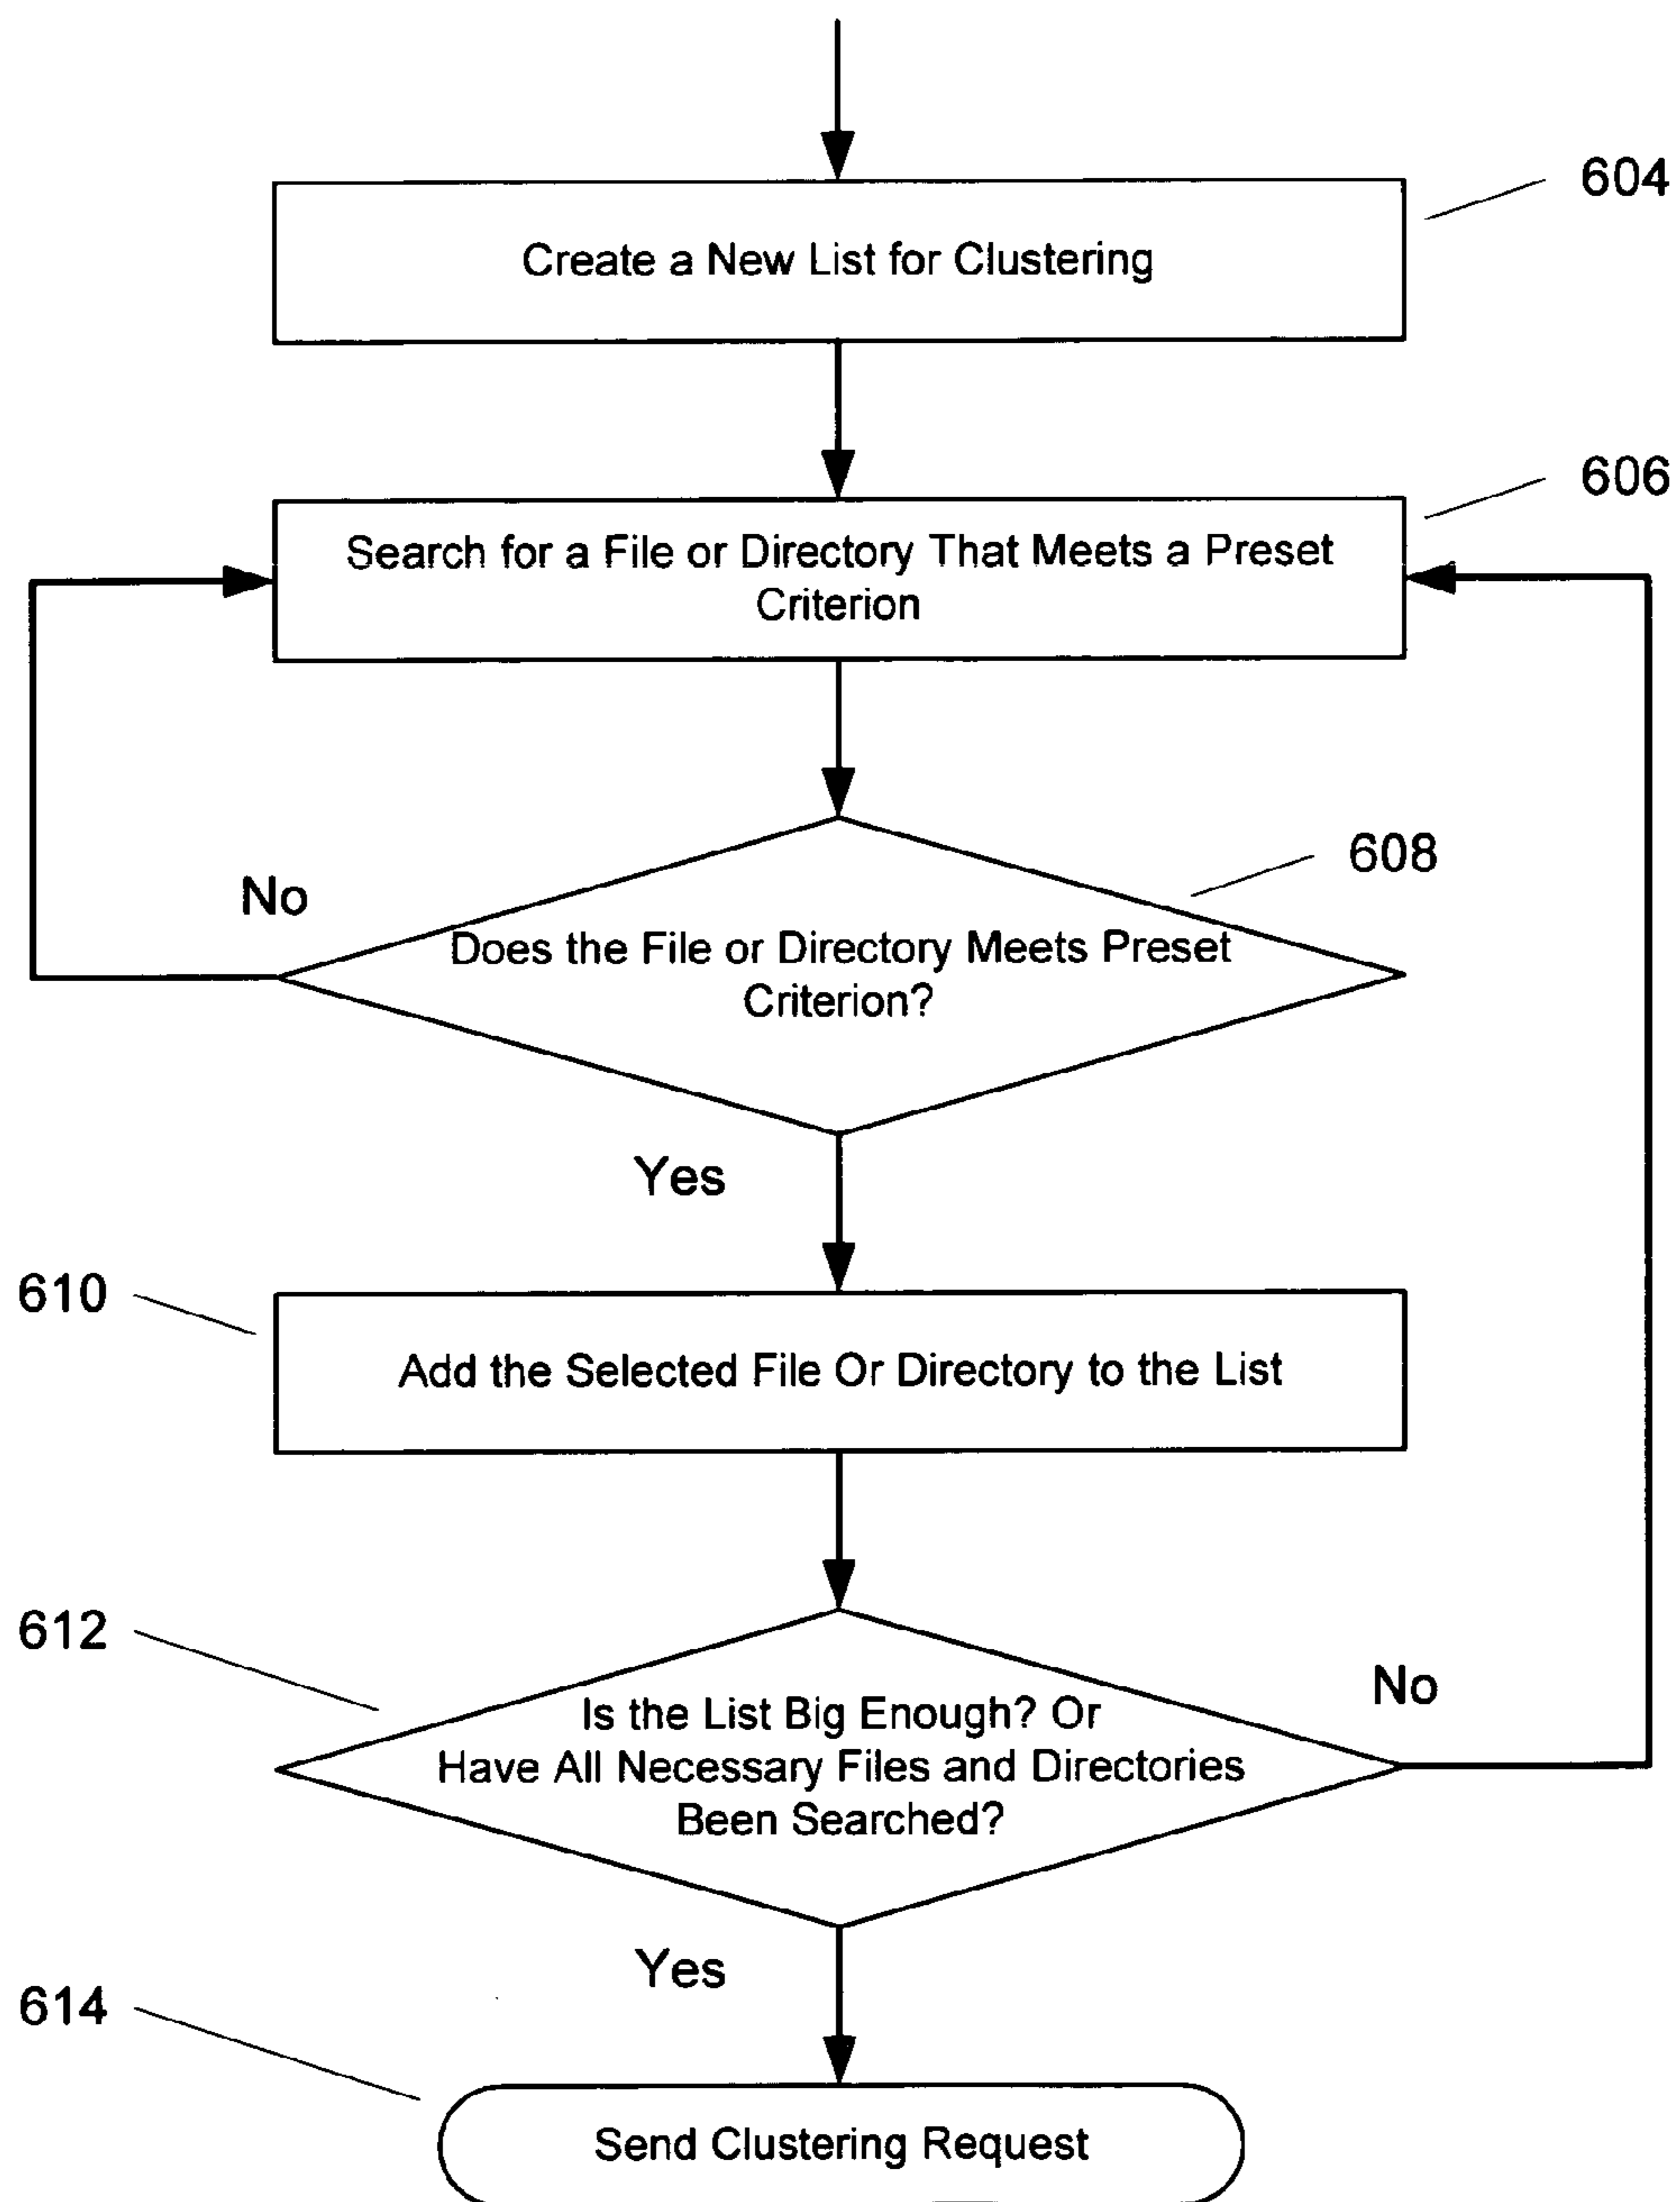 604
Create a New List for Clustering
606
Search for a File or Directory That Meets a Preset
Criterion
608
No
Does the File or Directory Meets Preset
Criterion?
Yes
610
Add the Selected File Or Directory to the List
612
No
Is the List Big Enough? Or
Have All Necessary Files and Directories
Been Searched?
Yes
614
Send Clustering Request